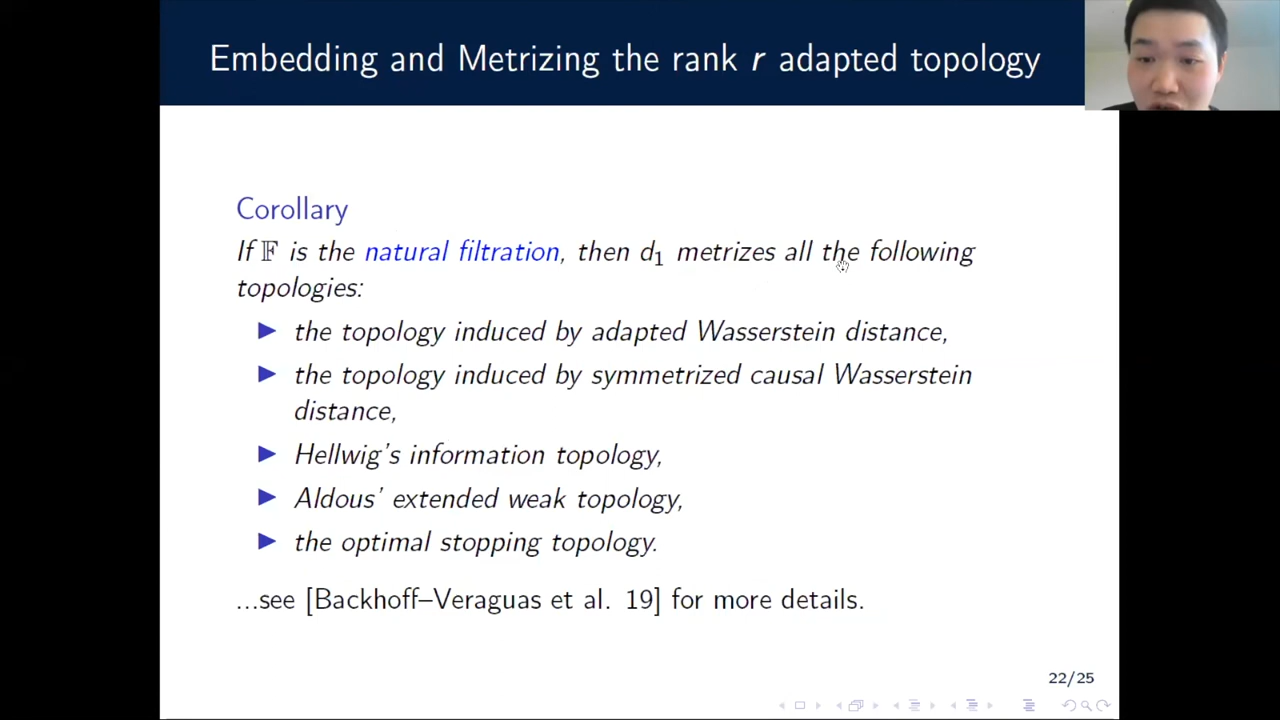 Embedding and Metrizing the rank r adapted topology
Corollary
If 𝔽 is the natural filtration, then d₁ metrizes all the following
topologies:
▶ the topology induced by adapted Wasserstein distance,
▶ the topology induced by symmetrized causal Wasserstein
distance,
▶ Hellwig's information topology,
▶ Aldous' extended weak topology,
▶ the optimal stopping topology.
...see [Backhoff–Veraguas et al. 19] for more details.
22/25